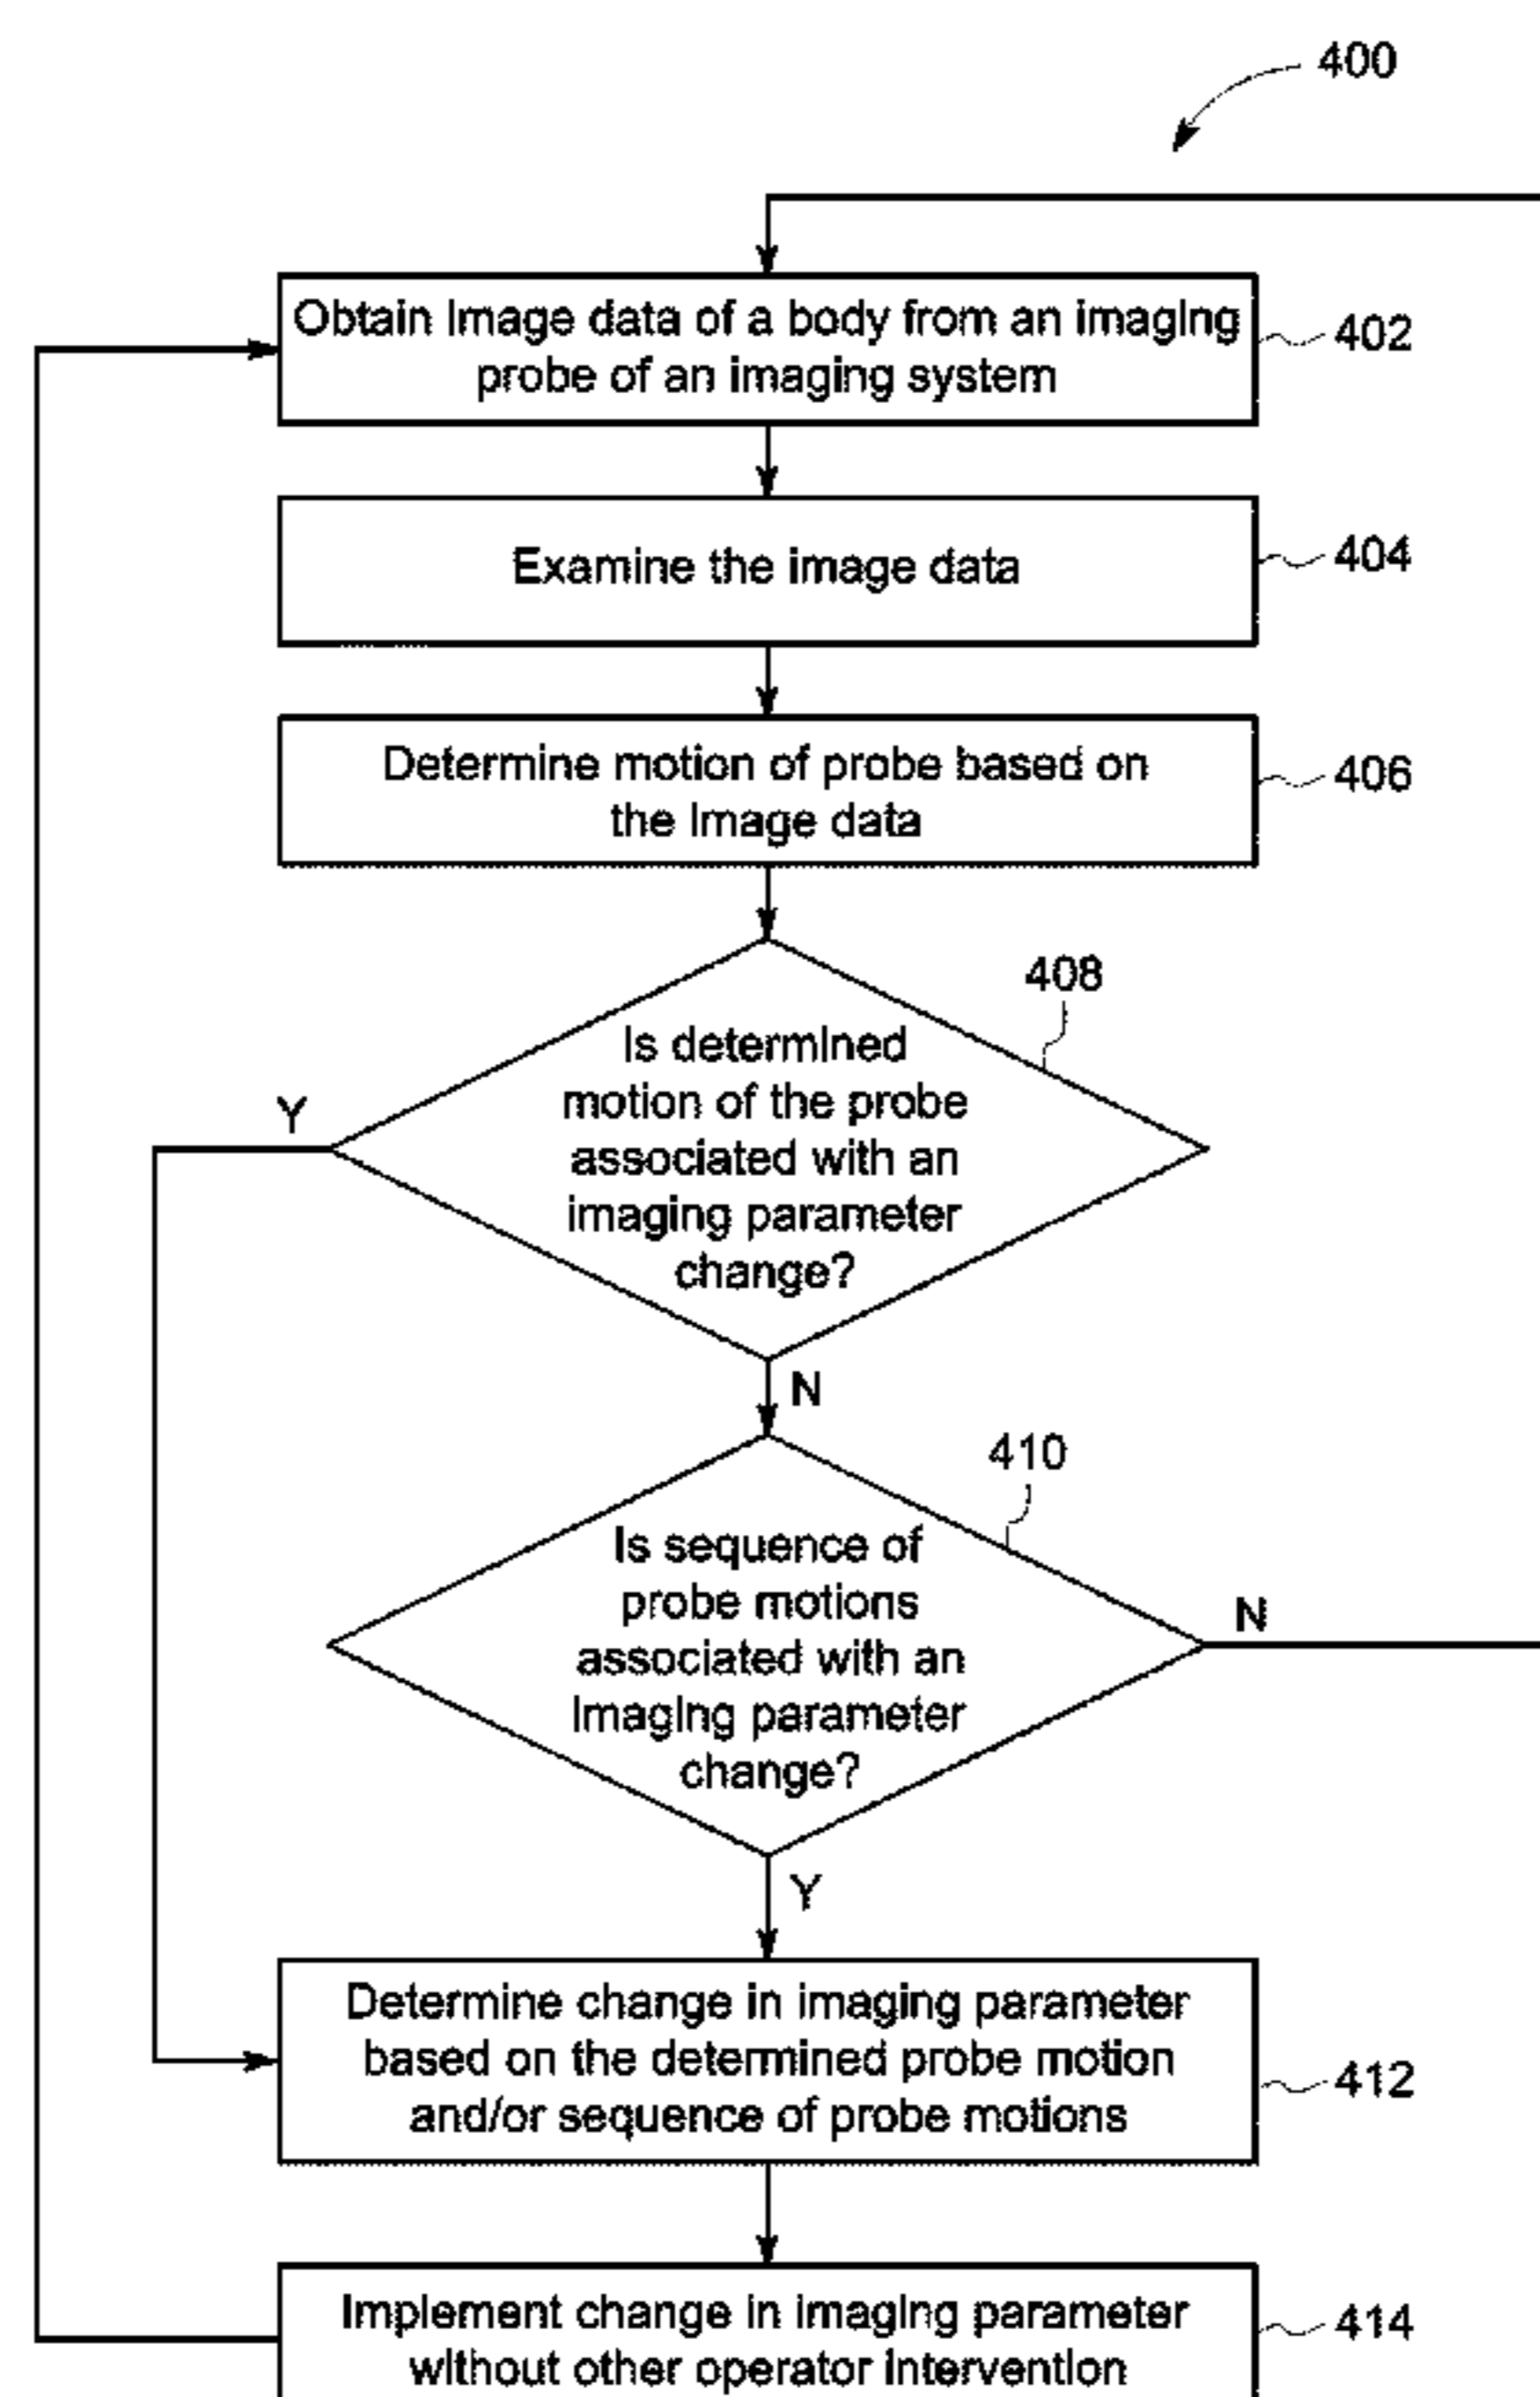 400
Obtain image data of a body from an imaging
probe of an imaging system
402
Examine the image data
404
Determine motion of probe based on
the image data
406
408
Is determined
motion of the probe
associated with an
imaging parameter
change?
Y
N
410
Is sequence of
probe motions
associated with an
imaging parameter
change?
N
Y
Determine change in imaging parameter
based on the determined probe motion
and/or sequence of probe motions
412
Implement change in imaging parameter
without other operator intervention
414